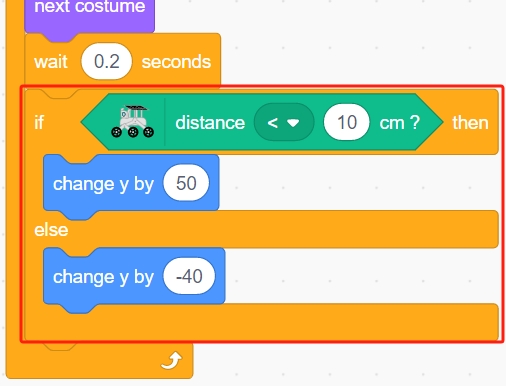 next costume
wait 0.2 seconds
if distance < 10 cm ? then
change y by 50
else
change y by -40